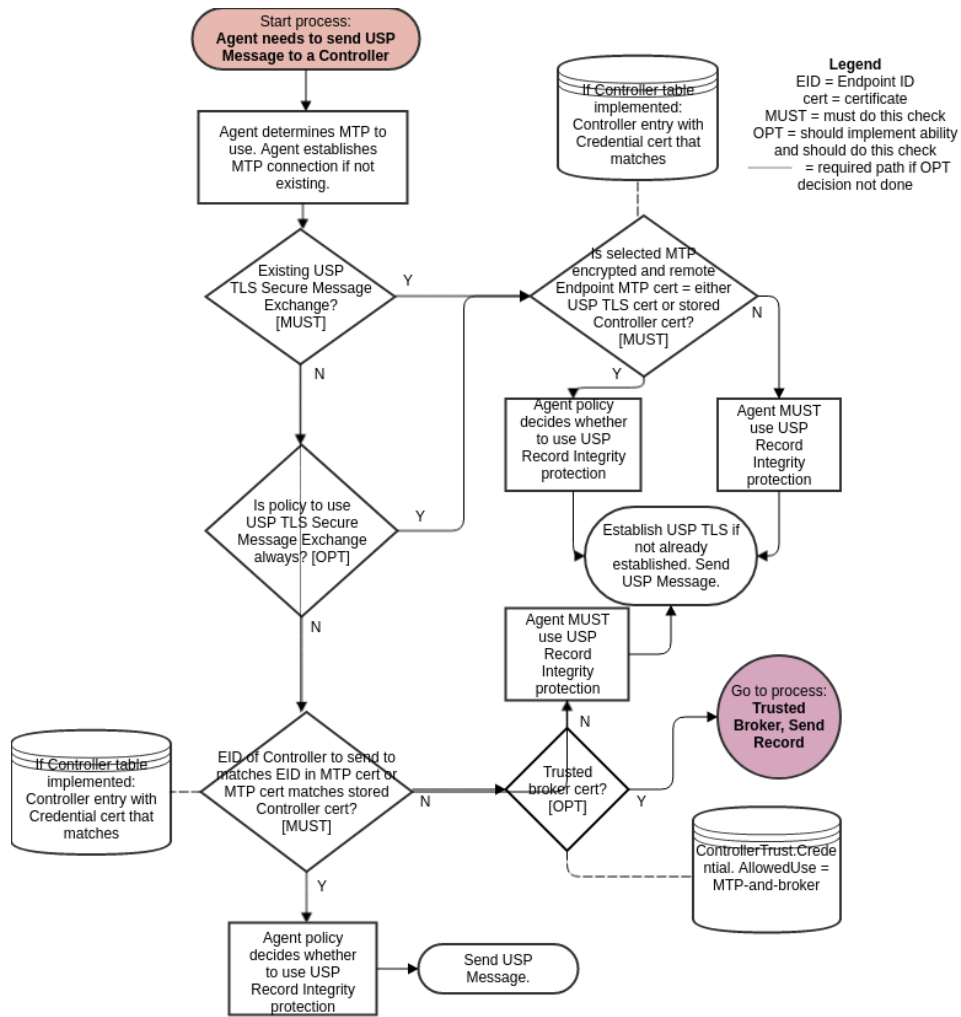 Start process:
Agent needs to send USP
Message to a Controller
Agent determines MTP to
use. Agent establishes
MTP connection if not
existing.
If Controller table
implemented:
Controller entry with
Credential cert that
matches
Legend
EID = Endpoint ID
cert = certificate
MUST = must do this check
OPT = should implement ability
and should do this check
= required path if OPT
decision not done
Existing USP
TLS Secure Message
Exchange?
[MUST]
Y
N
Is selected MTP
encrypted and remote
Endpoint MTP cert = either
USP TLS cert or stored
Controller cert?
[MUST]
N
Y
Agent policy
decides whether
to use USP
Record Integrity
protection
Agent MUST
use USP
Record
Integrity
protection
Is policy to use
USP TLS Secure
Message Exchange
always? [OPT]
Y
N
Establish USP TLS if
not already
established. Send
USP Message.
Agent MUST
use USP
Record
Integrity
protection
Go to process:
Trusted
Broker, Send
Record
If Controller table
implemented:
Controller entry with
Credential cert that
matches
EID of Controller to send to
matches EID in MTP cert or
MTP cert matches stored
Controller cert?
[MUST]
N
Y
N
Trusted
broker cert?
[OPT]
Y
ControllerTrust.Crede
ntial. AllowedUse =
MTP-and-broker
Agent policy
decides whether
to use USP
Record Integrity
protection
Send USP
Message.